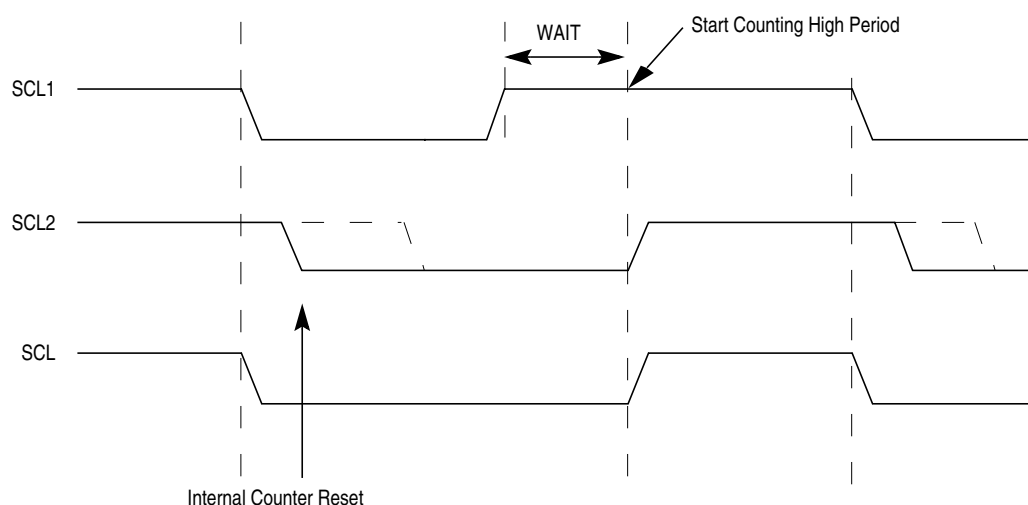 WAIT
Start Counting High Period
SCL1
SCL2
SCL
Internal Counter Reset